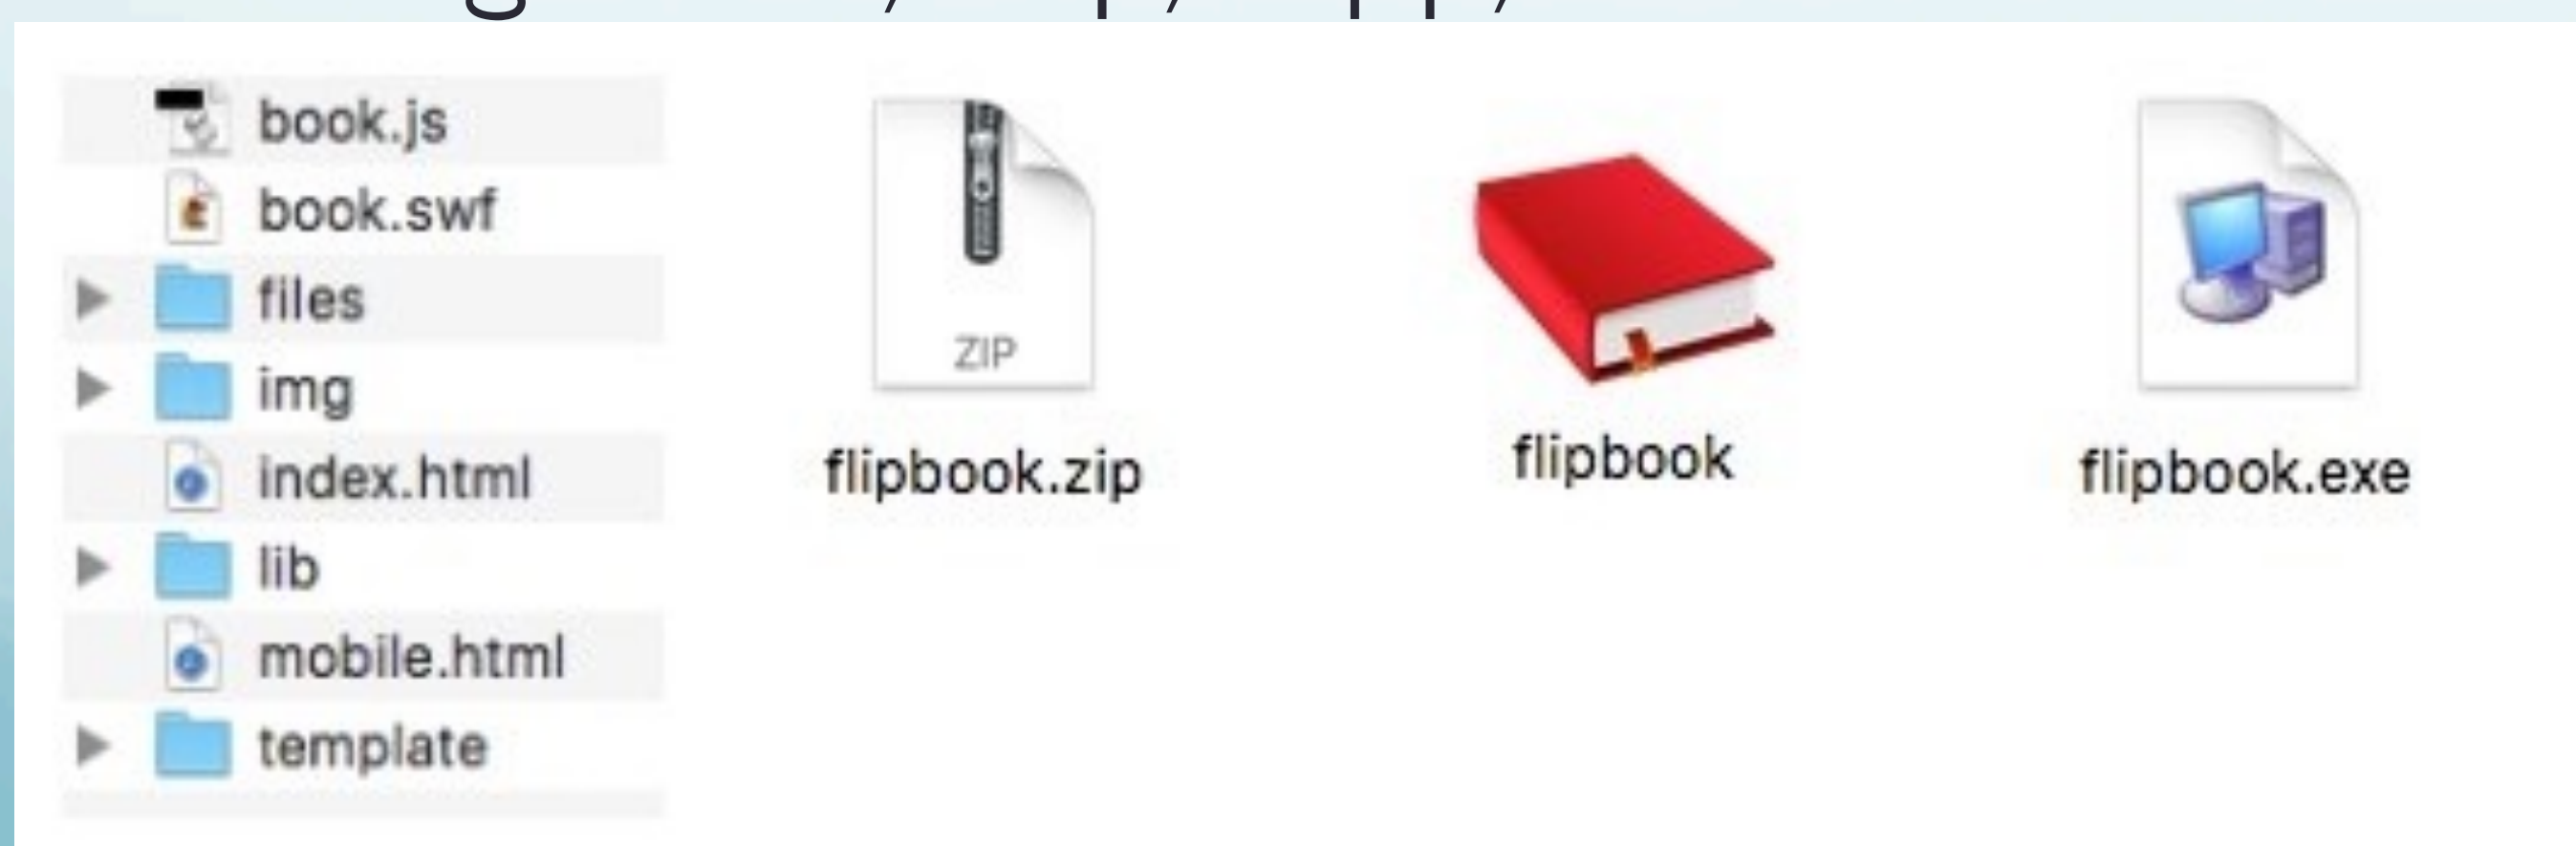 book.js
book.swf
files
img
index.html
lib
mobile.html
template
ZIP
flipbook.zip
flipbook
flipbook.exe